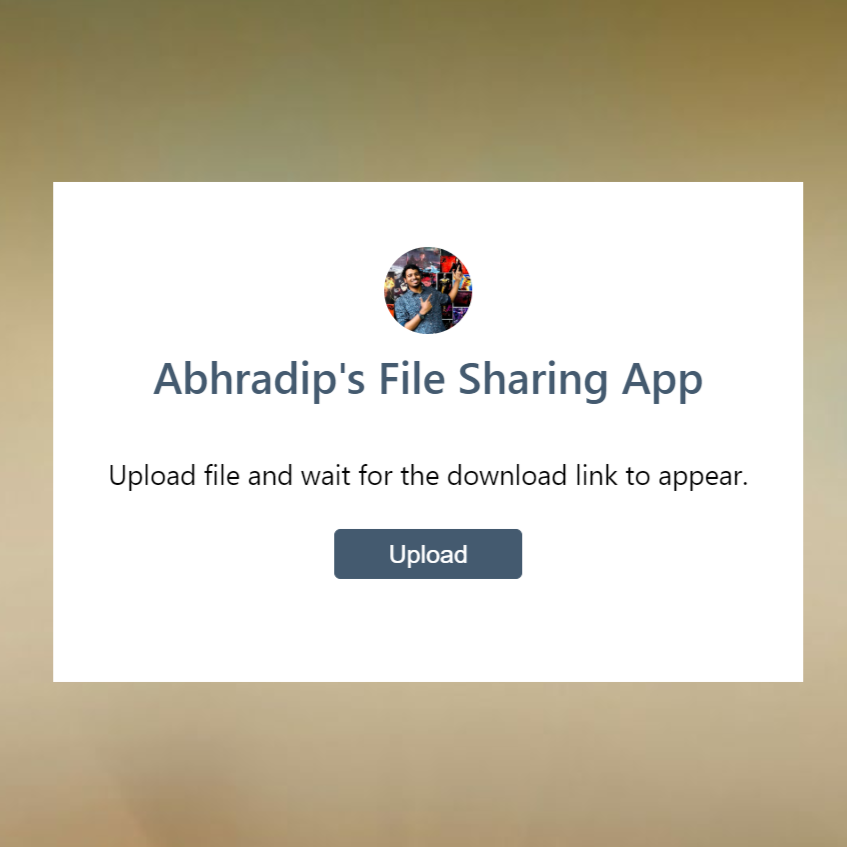 Abhradip's File Sharing App
Upload file and wait for the download link to appear.
Upload